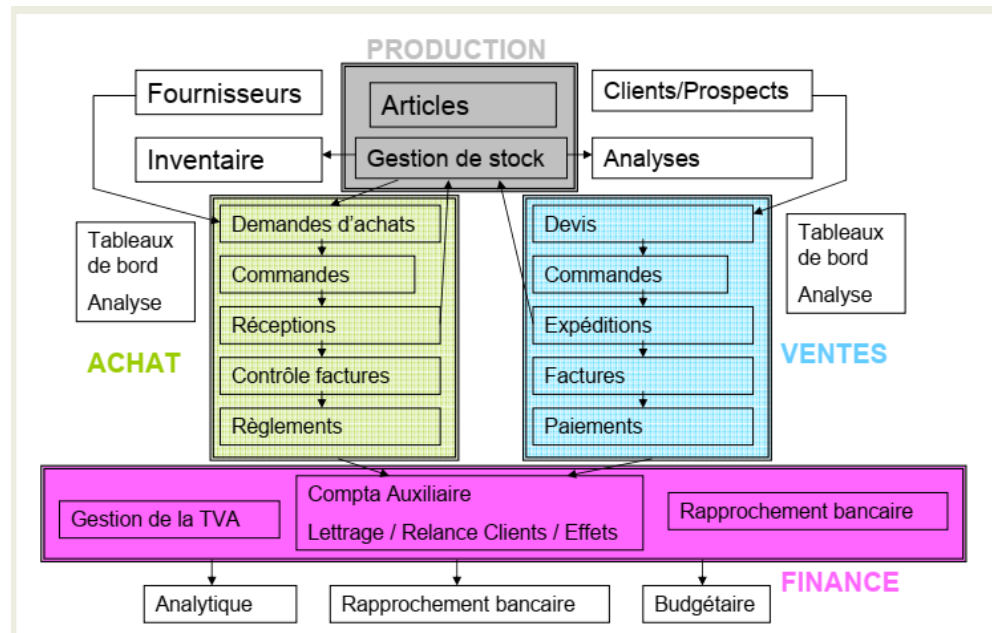 PRODUCTION
Fournisseurs
Articles
Clients/Prospects
Inventaire
Gestion de stock
Analyses
Demandes d'achats
Devis
Tableaux
de bord
Analyse
Tableaux
de bord
Analyse
Commandes
Commandes
Réceptions
Expéditions
ACHAT
VENTES
Contrôle factures
Factures
Règlements
Paiements
Compta Auxiliaire
Gestion de la TVA
Lettrage / Relance Clients / Effets
Rapprochement bancaire
FINANCE
Analytique
Rapprochement bancaire
Budgétaire